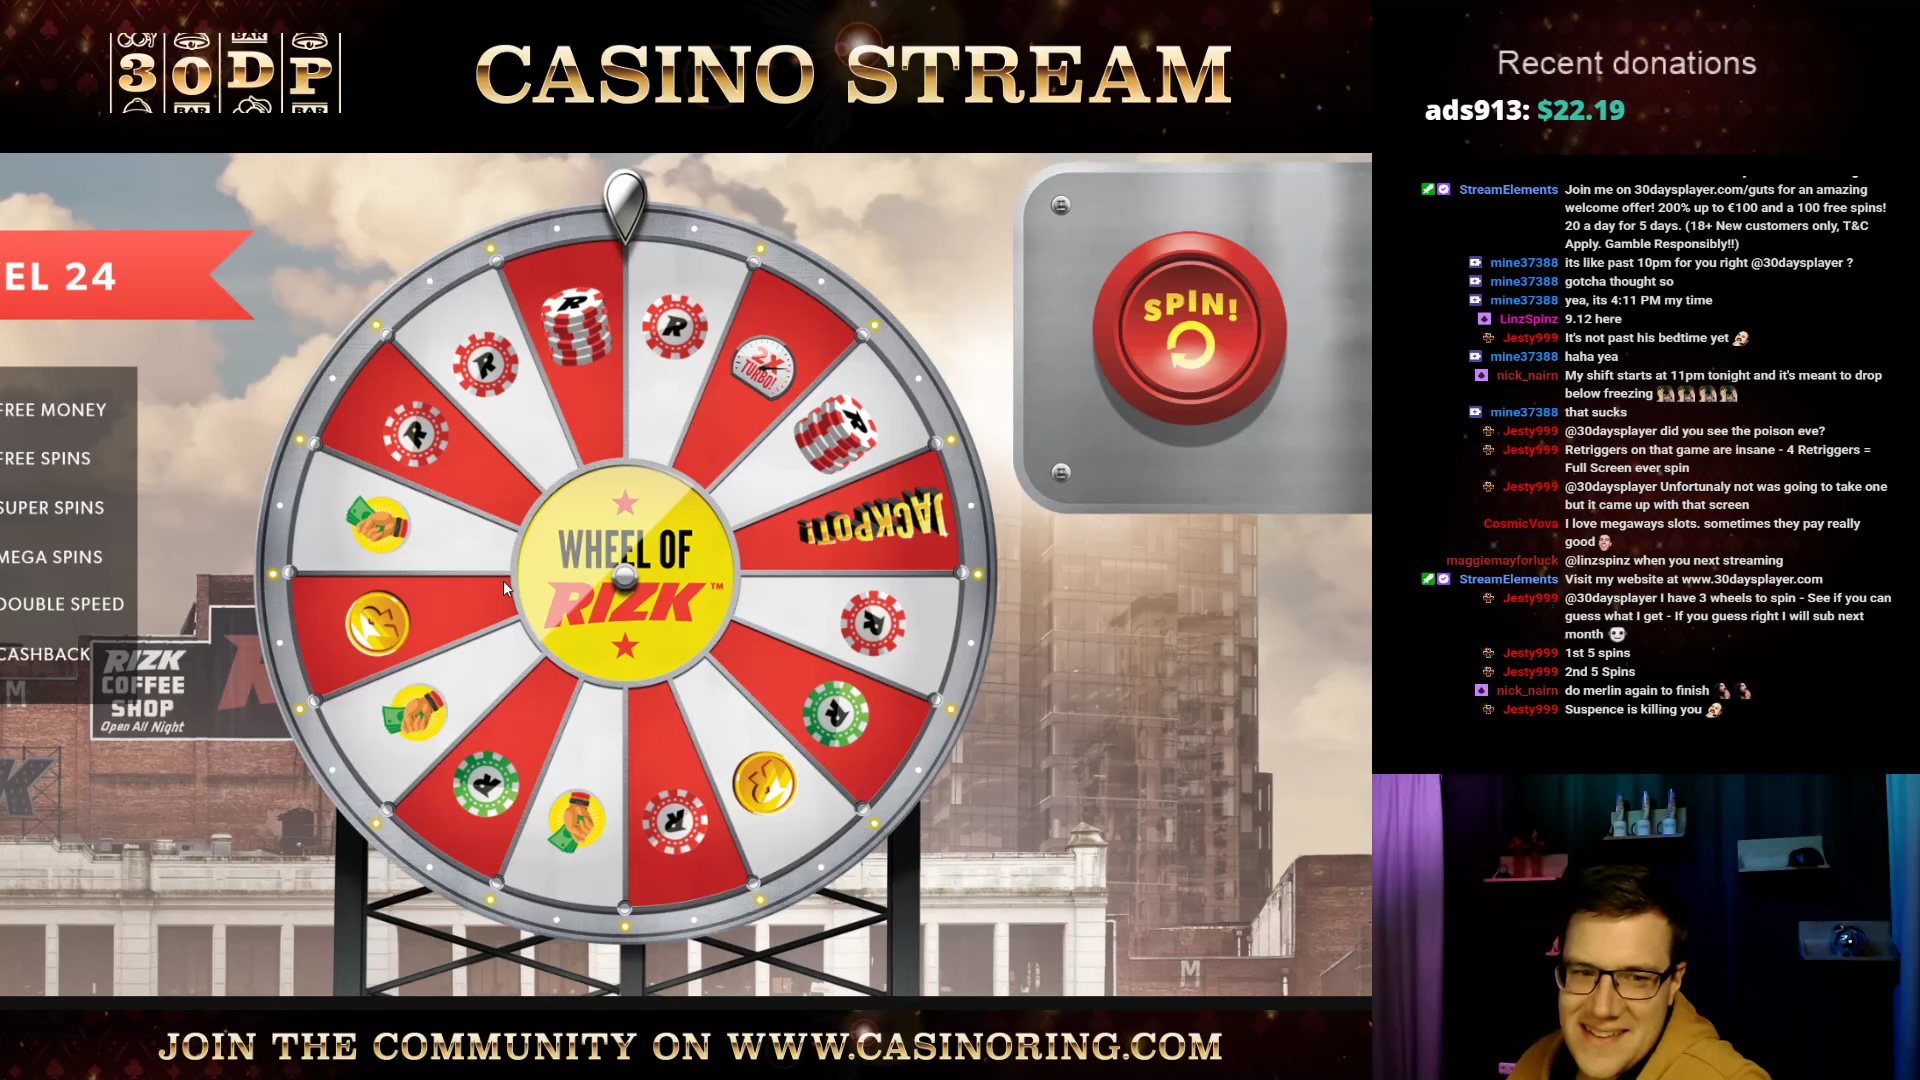 30DP
BAR
BAR
BAR
CASINO STREAM
Recent donations
ads913: $22.19
EL 24
FREE MONEY
FREE SPINS
SUPER SPINS
MEGA SPINS
DOUBLE SPEED
CASHBACK
RIZK
COFFEE
SHOP
Open All Night
R
R
R
R
2X
TURBO!
R
JACKPOT!
R
R
R
R
WHEEL OF
RIZK™
SPIN!
M
M
StreamElements Join me on 30daysplayer.com/guts for an amazing
welcome offer! 200% up to €100 and a 100 free spins!
20 a day for 5 days. (18+ New customers only, T&C
Apply. Gamble Responsibly!!)
mine37388 its like past 10pm for you right @30daysplayer ?
mine37388 gotcha thought so
mine37388 yea, its 4:11 PM my time
LinzSpinz 9.12 here
Jesty999 It's not past his bedtime yet
mine37388 haha yea
nick_nairn My shift starts at 11pm tonight and it's meant to drop
below freezing
mine37388 that sucks
Jesty999 @30daysplayer did you see the poison eve?
Jesty999 Retriggers on that game are insane - 4 Retriggers =
Full Screen ever spin
Jesty999 @30daysplayer Unfortunaly not was going to take one
but it came up with that screen
CosmicVova I love megaways slots. sometimes they pay really
good
maggiemayforluck @linzspinz when you next streaming
StreamElements Visit my website at www.30daysplayer.com
Jesty999 @30daysplayer I have 3 wheels to spin - See if you can
guess what I get - If you guess right I will sub next
month
Jesty999 1st 5 spins
Jesty999 2nd 5 Spins
nick_nairn do merlin again to finish
Jesty999 Suspence is killing you
JOIN THE COMMUNITY ON WWW.CASINORING.COM